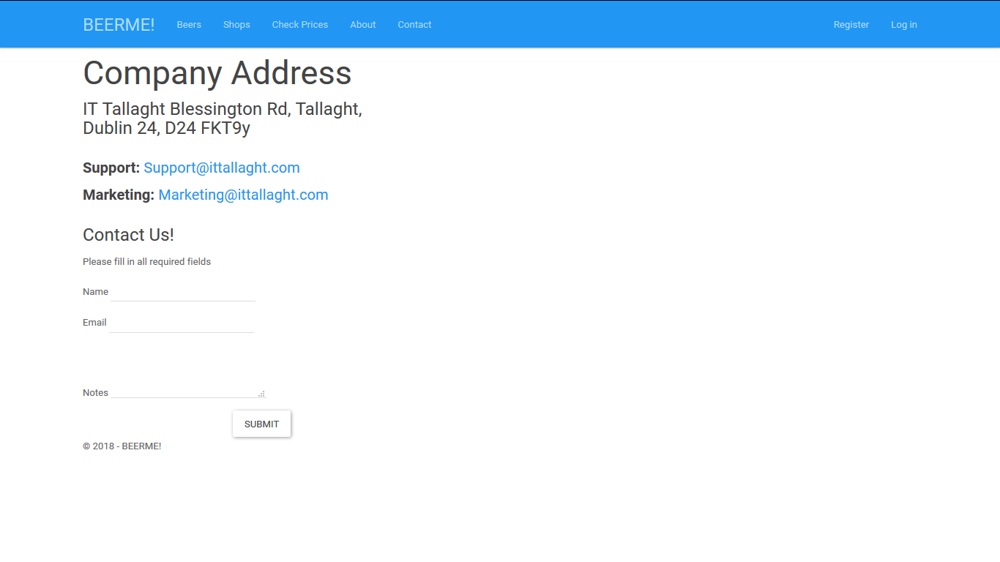 BEERME! Beers Shops Check Prices About Contact Register Log in
Company Address
IT Tallaght Blessington Rd, Tallaght,
Dublin 24, D24 FKT9y
Support: Support@ittallaght.com
Marketing: Marketing@ittallaght.com
Contact Us!
Please fill in all required fields
Name
Email
Notes
SUBMIT
© 2018 - BEERME!